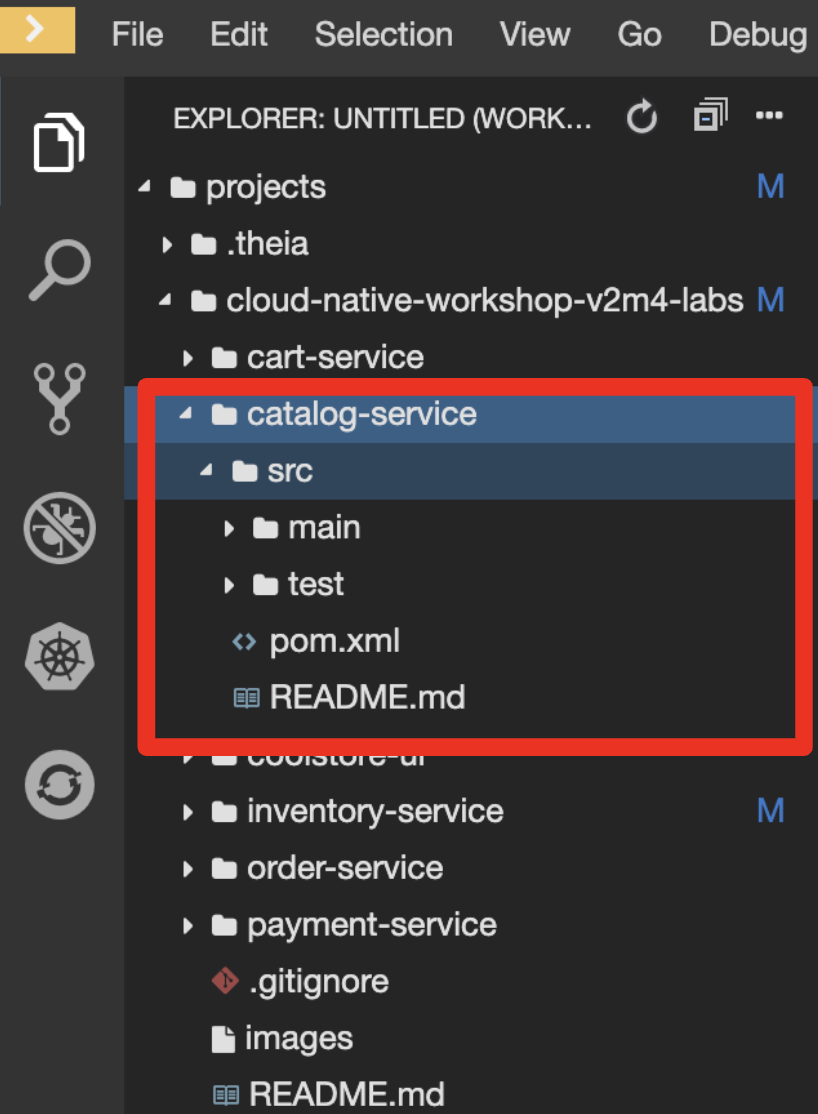 File Edit Selection View Go Debug
EXPLORER: UNTITLED (WORK...
projects M
.theia
cloud-native-workshop-v2m4-labs M
cart-service
catalog-service
src
main
test
pom.xml
README.md
coolstore-ui
inventory-service M
order-service
payment-service
.gitignore
images
README.md